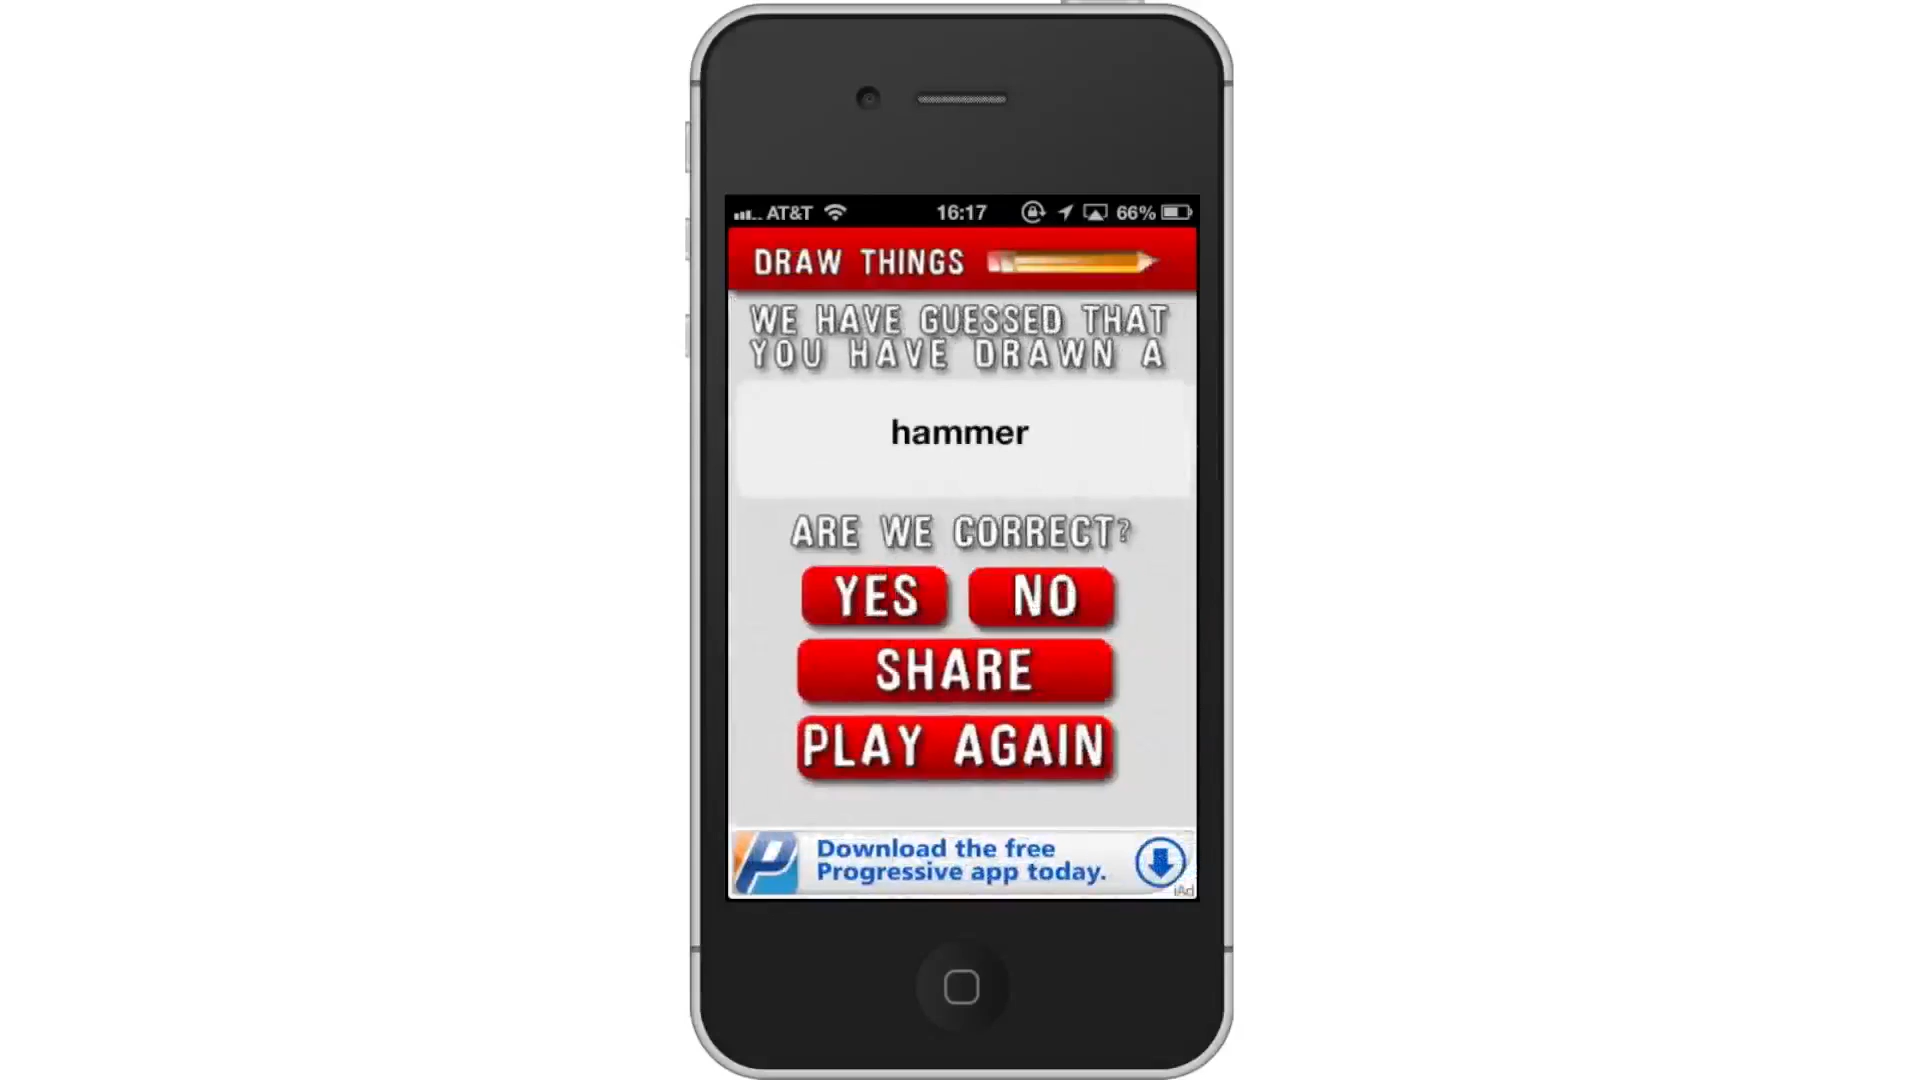 AT&T 16:17 66%
DRAW THINGS
WE HAVE GUESSED THAT
YOU HAVE DRAWN A
hammer
ARE WE CORRECT?
YES NO
SHARE
PLAY AGAIN
Download the free
Progressive app today.
iAd